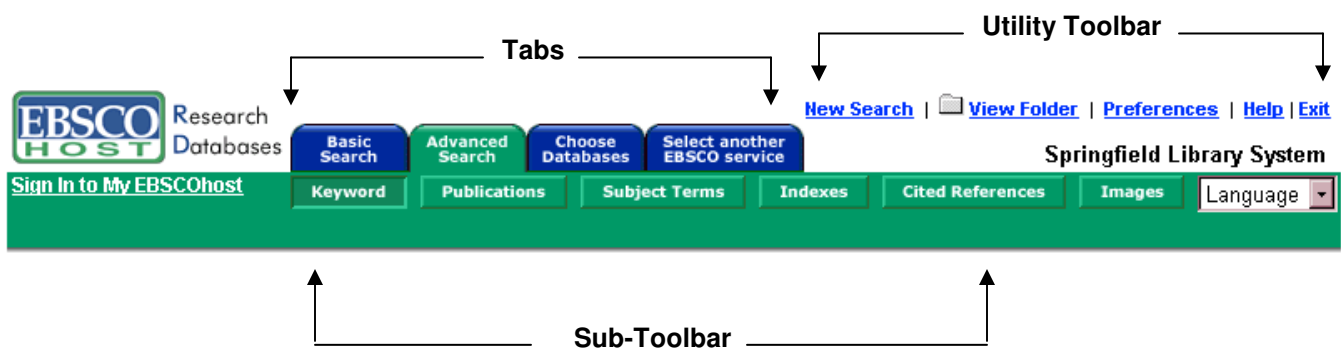 Utility Toolbar
Tabs
New Search | View Folder | Preferences | Help | Exit
EBSCO Research
HOST Databases
Basic Search
Advanced Search
Choose Databases
Select another EBSCO service
Springfield Library System
Sign In to My EBSCOhost
Keyword Publications Subject Terms Indexes Cited References Images Language
Sub-Toolbar